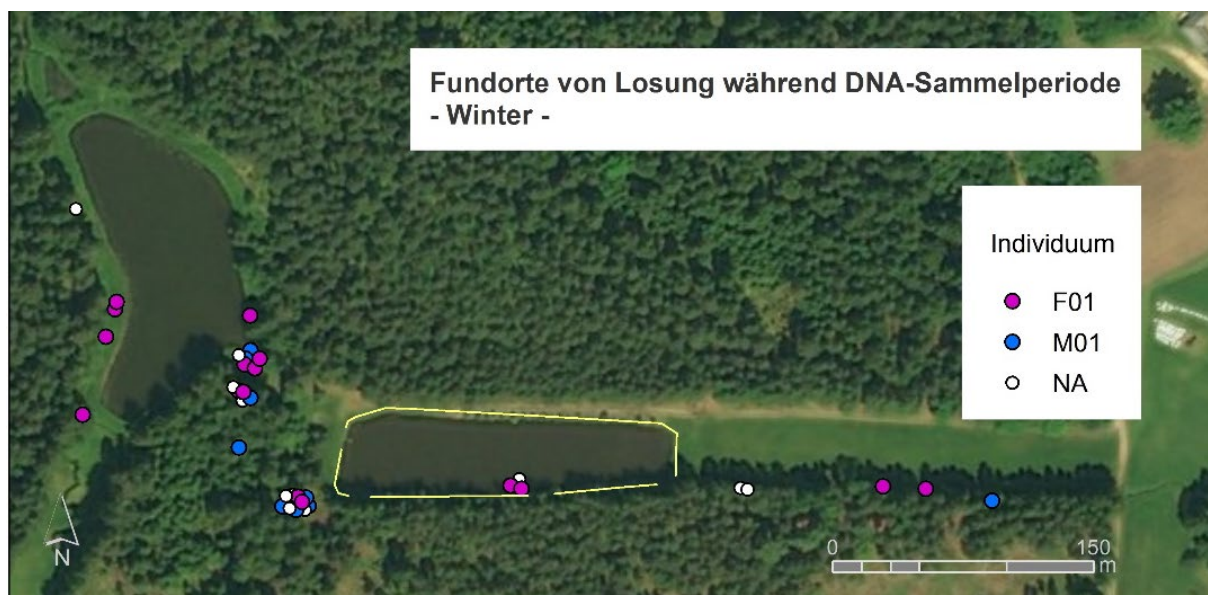 Fundorte von Losung während DNA-Sammelperiode
- Winter -
Individuum
F01
M01
NA
N
0 150
m